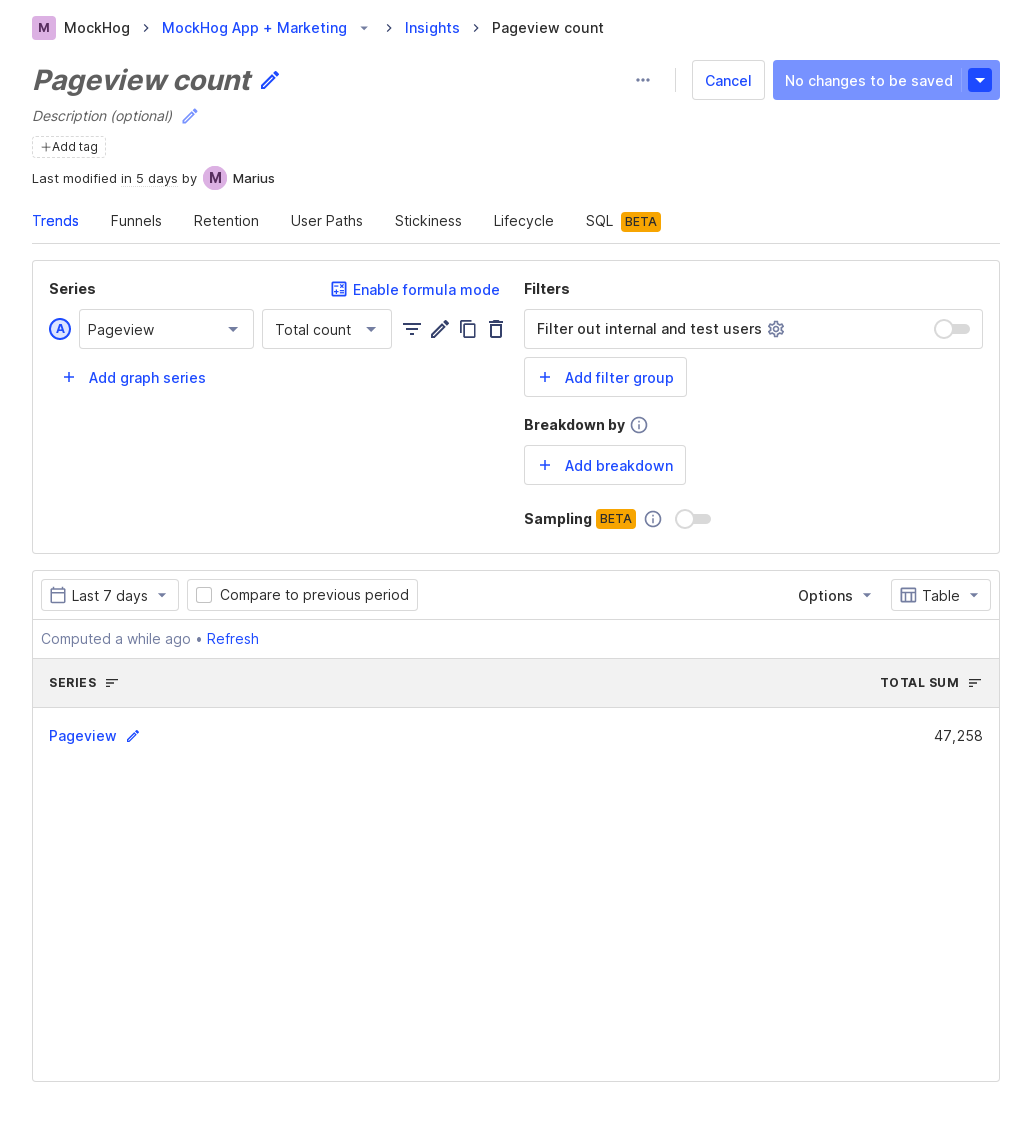 M MockHog MockHog App + Marketing Insights Pageview count
Pageview count
Cancel No changes to be saved
Description (optional)
Add tag
Last modified in 5 days by M Marius
Trends Funnels Retention User Paths Stickiness Lifecycle SQL BETA
Series Enable formula mode
A Pageview Total count
+ Add graph series
Filters
Filter out internal and test users
+ Add filter group
Breakdown by
+ Add breakdown
Sampling BETA
Last 7 days Compare to previous period Options Table
Computed a while ago • Refresh
SERIES TOTAL SUM
Pageview 47,258